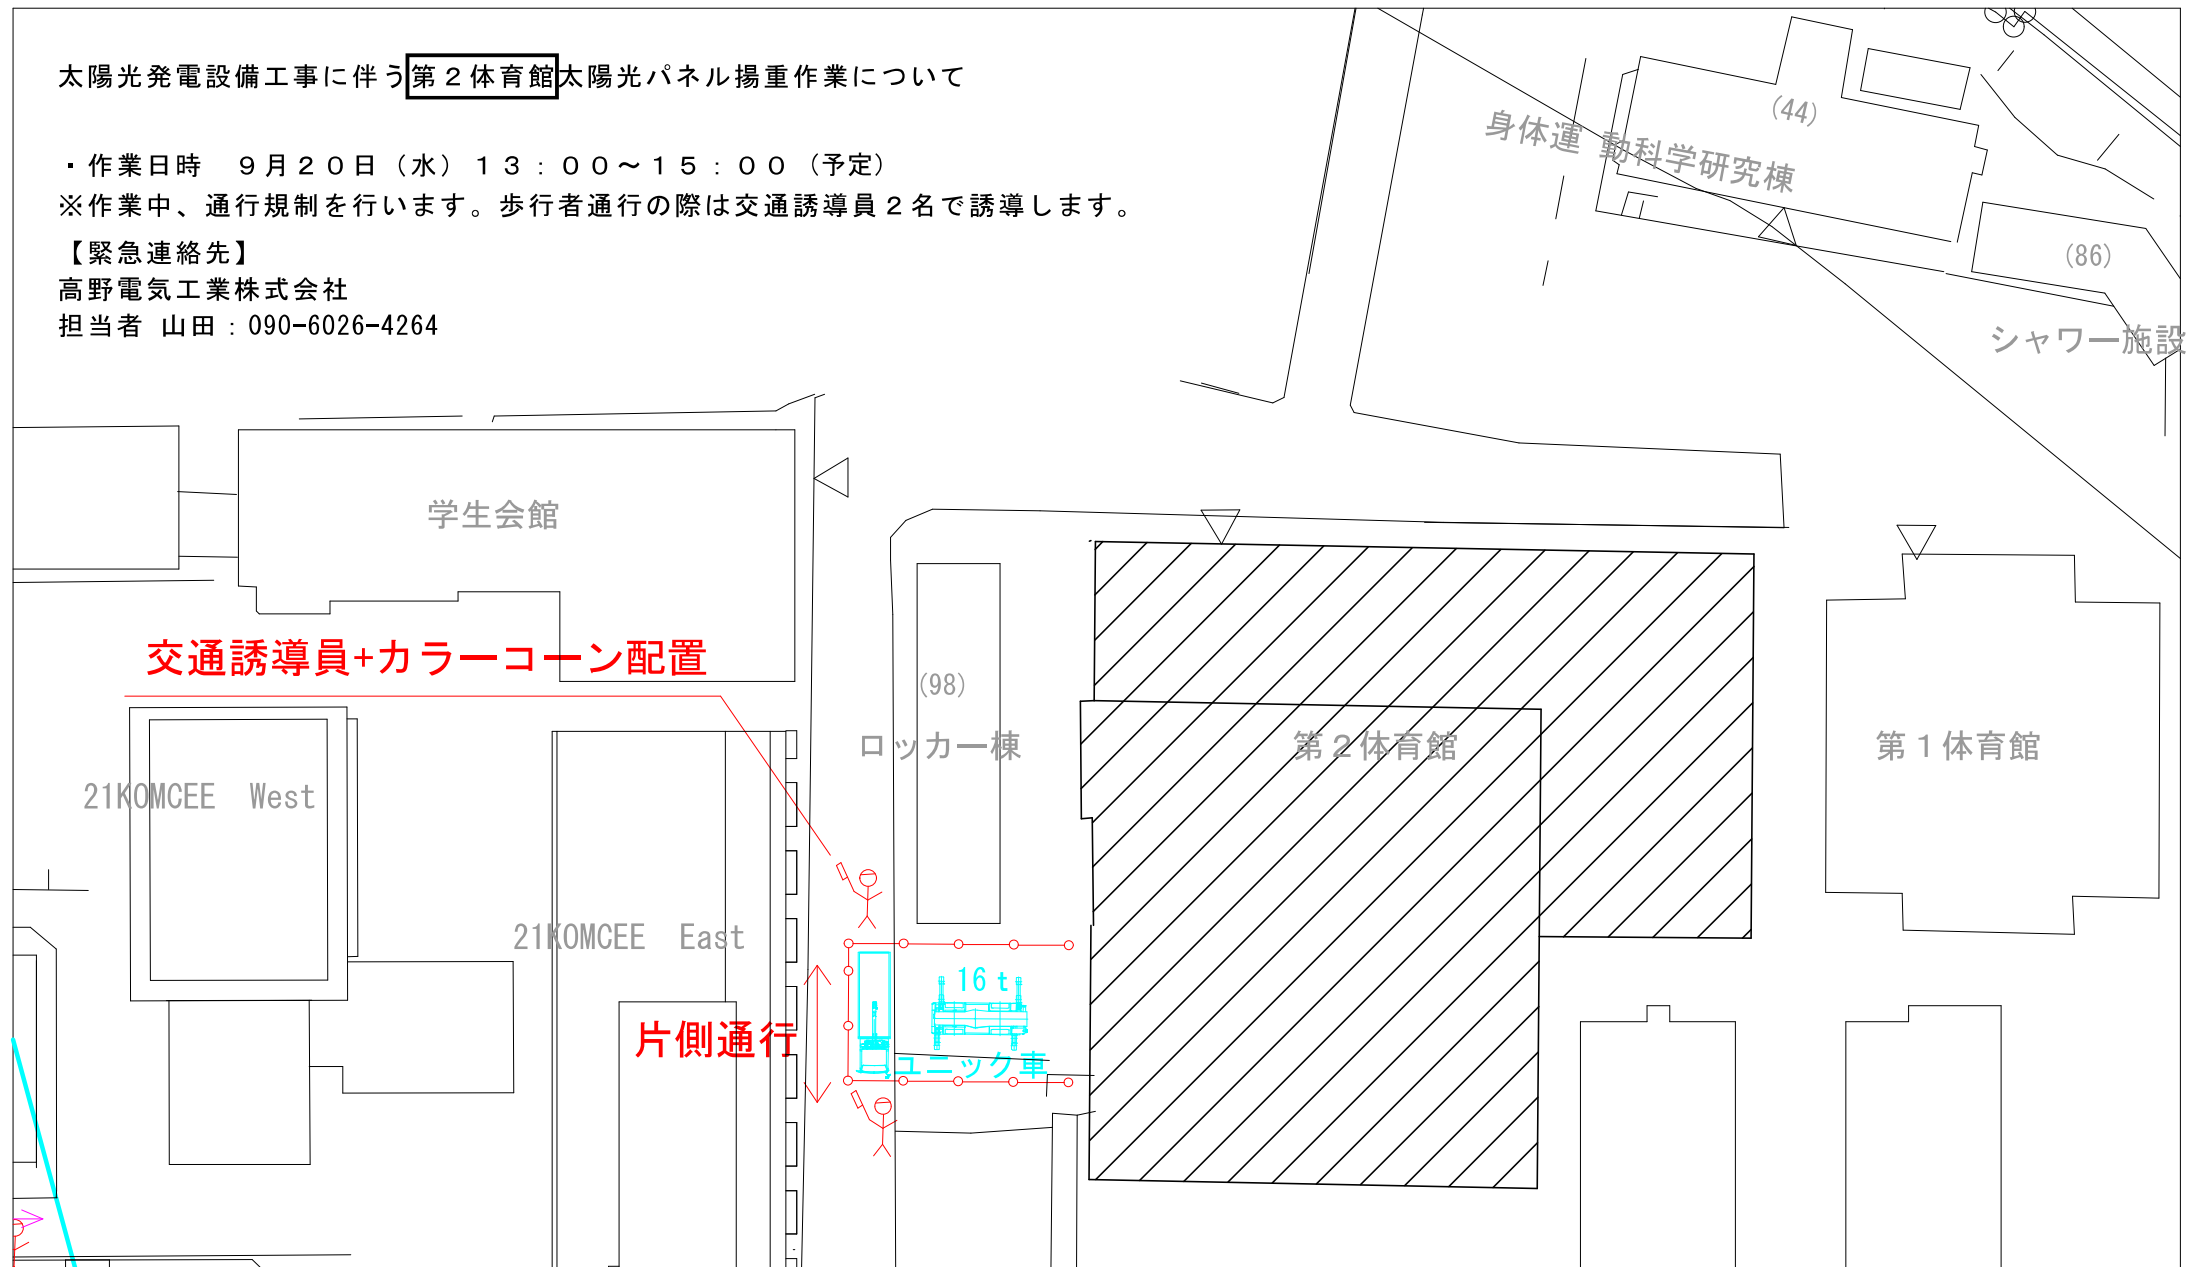 太陽光発電設備工事に伴う第２体育館太陽光パネル揚重作業について
・作業日時　９月２０日（水）１３：００～１５：００（予定）
※作業中、通行規制を行います。歩行者通行の際は交通誘導員２名で誘導します。
【緊急連絡先】
高野電気工業株式会社
担当者 山田：090-6026-4264
(44)
身体運動科学研究棟
(86)
シャワー施設
学生会館
交通誘導員+カラーコーン配置
(98)
ロッカー棟
第２体育館
第１体育館
21KOMCEE　West
21KOMCEE　East
16ｔ
片側通行
ユニック車